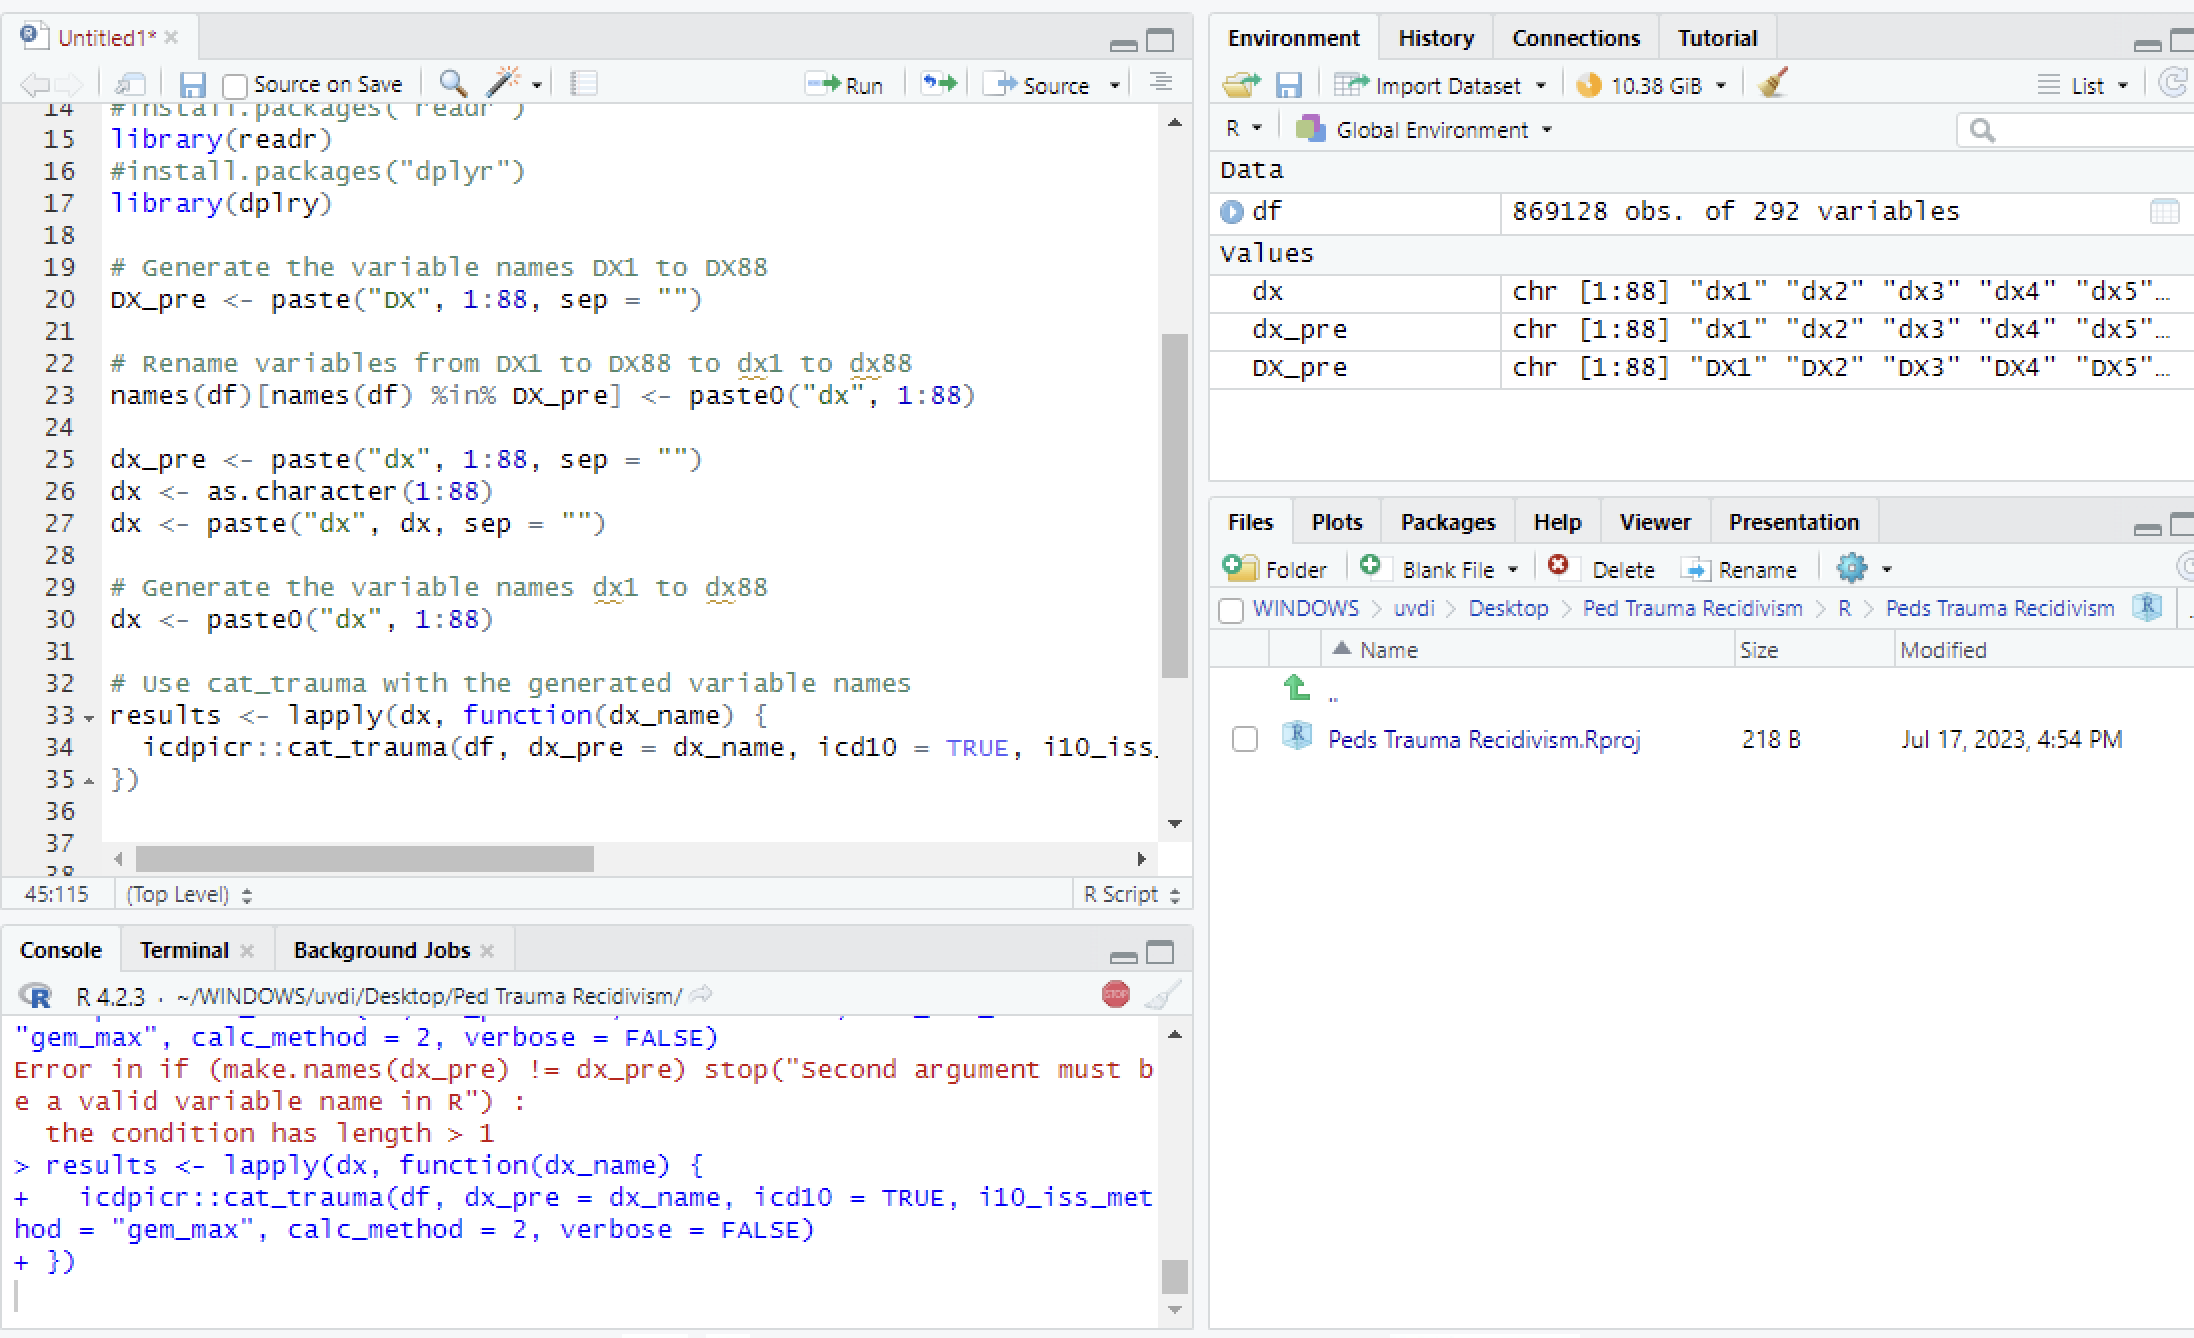 Untitled1*
Source on Save
Run
Source
14 #install.packages("readr")
15 library(readr)
16 #install.packages("dplyr")
17 library(dplry)
18
19 # Generate the variable names DX1 to DX88
20 DX_pre <- paste("DX", 1:88, sep = "")
21
22 # Rename variables from DX1 to DX88 to dx1 to dx88
23 names(df)[names(df) %in% DX_pre] <- paste0("dx", 1:88)
24
25 dx_pre <- paste("dx", 1:88, sep = "")
26 dx <- as.character(1:88)
27 dx <- paste("dx", dx, sep = "")
28
29 # Generate the variable names dx1 to dx88
30 dx <- paste0("dx", 1:88)
31
32 # Use cat_trauma with the generated variable names
33 results <- lapply(dx, function(dx_name) {
34 icdpicr::cat_trauma(df, dx_pre = dx_name, icd10 = TRUE, i10_iss_
35 })
36
37
38
45:115 (Top Level) R Script
Console Terminal Background Jobs
R 4.2.3 · ~/WINDOWS/uvdi/Desktop/Ped Trauma Recidivism/
STOP
"gem_max", calc_method = 2, verbose = FALSE)
Error in if (make.names(dx_pre) != dx_pre) stop("Second argument must b
e a valid variable name in R") :
the condition has length > 1
> results <- lapply(dx, function(dx_name) {
+ icdpicr::cat_trauma(df, dx_pre = dx_name, icd10 = TRUE, i10_iss_met
hod = "gem_max", calc_method = 2, verbose = FALSE)
+ })
Environment History Connections Tutorial
Import Dataset 10.38 GiB List
R Global Environment
Data
df 869128 obs. of 292 variables
Values
dx chr [1:88] "dx1" "dx2" "dx3" "dx4" "dx5"…
dx_pre chr [1:88] "dx1" "dx2" "dx3" "dx4" "dx5"…
DX_pre chr [1:88] "DX1" "DX2" "DX3" "DX4" "DX5"…
Files Plots Packages Help Viewer Presentation
Folder Blank File Delete Rename
WINDOWS > uvdi > Desktop > Ped Trauma Recidivism > R > Peds Trauma Recidivism
Name Size Modified
..
Peds Trauma Recidivism.Rproj 218 B Jul 17, 2023, 4:54 PM